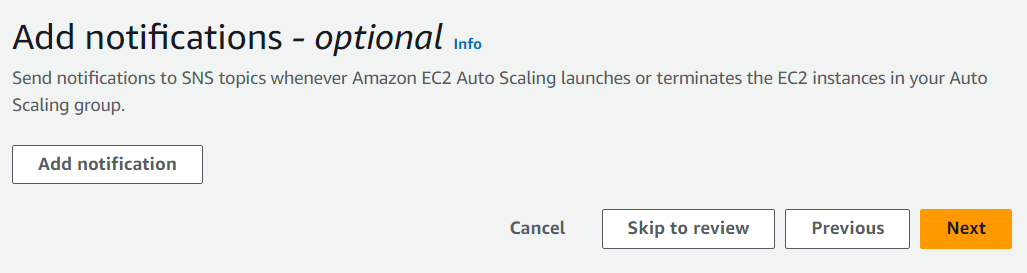 Add notifications - optional Info
Send notifications to SNS topics whenever Amazon EC2 Auto Scaling launches or terminates the EC2 instances in your Auto
Scaling group.
Add notification
Cancel Skip to review Previous Next